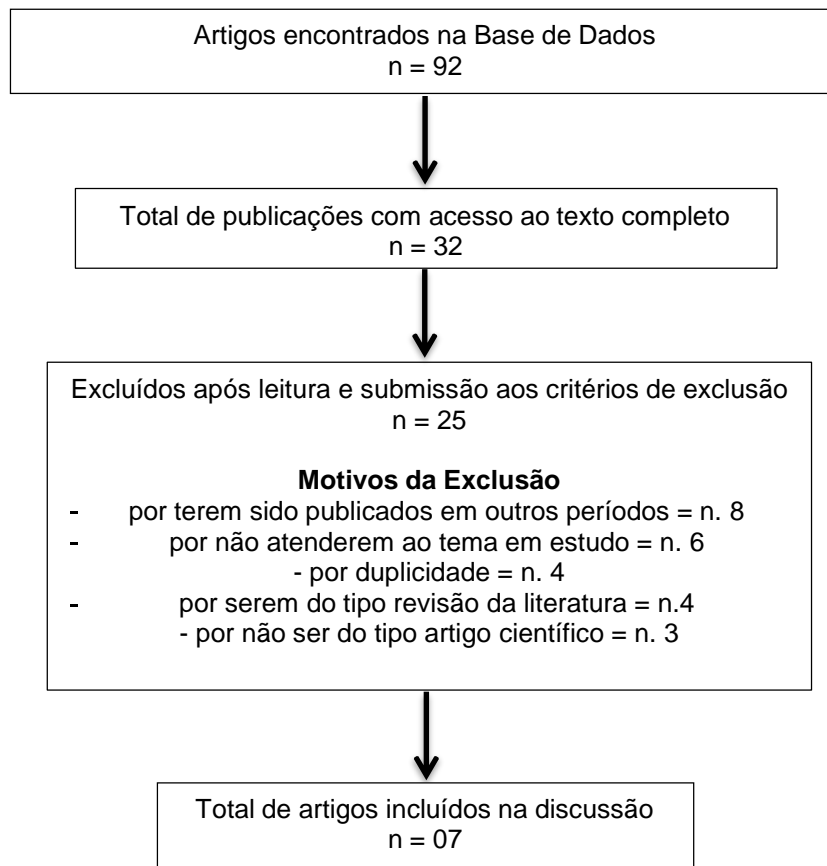 Artigos encontrados na Base de Dados
n = 92
Total de publicações com acesso ao texto completo
n = 32
Excluídos após leitura e submissão aos critérios de exclusão
n = 25
Motivos da Exclusão
- por terem sido publicados em outros períodos = n. 8
- por não atenderem ao tema em estudo = n. 6
- por duplicidade = n. 4
- por serem do tipo revisão da literatura = n.4
- por não ser do tipo artigo científico = n. 3
Total de artigos incluídos na discussão
n = 07